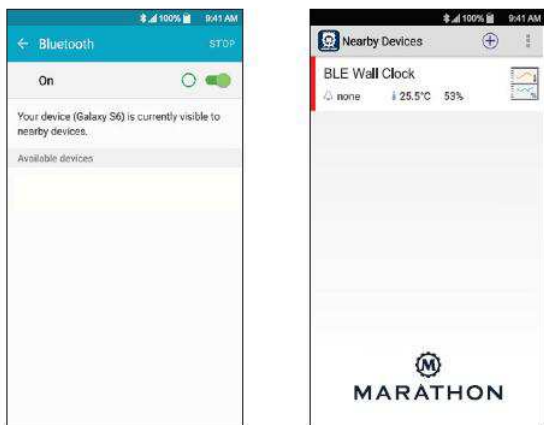 100% 9:41 AM
← Bluetooth STOP
On
Your device (Galaxy S6) is currently visible to
nearby devices.
Available devices
100% 9:41 AM
Nearby Devices
BLE Wall Clock
none 25.5°C 53%
M
MARATHON